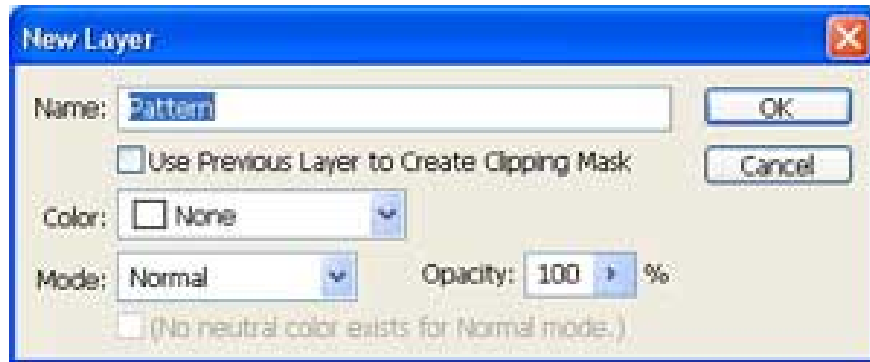 New Layer
Name: Pattern OK
Use Previous Layer to Create Clipping Mask Cancel
Color: None
Mode: Normal Opacity: 100 %
(No neutral color exists for Normal mode.)